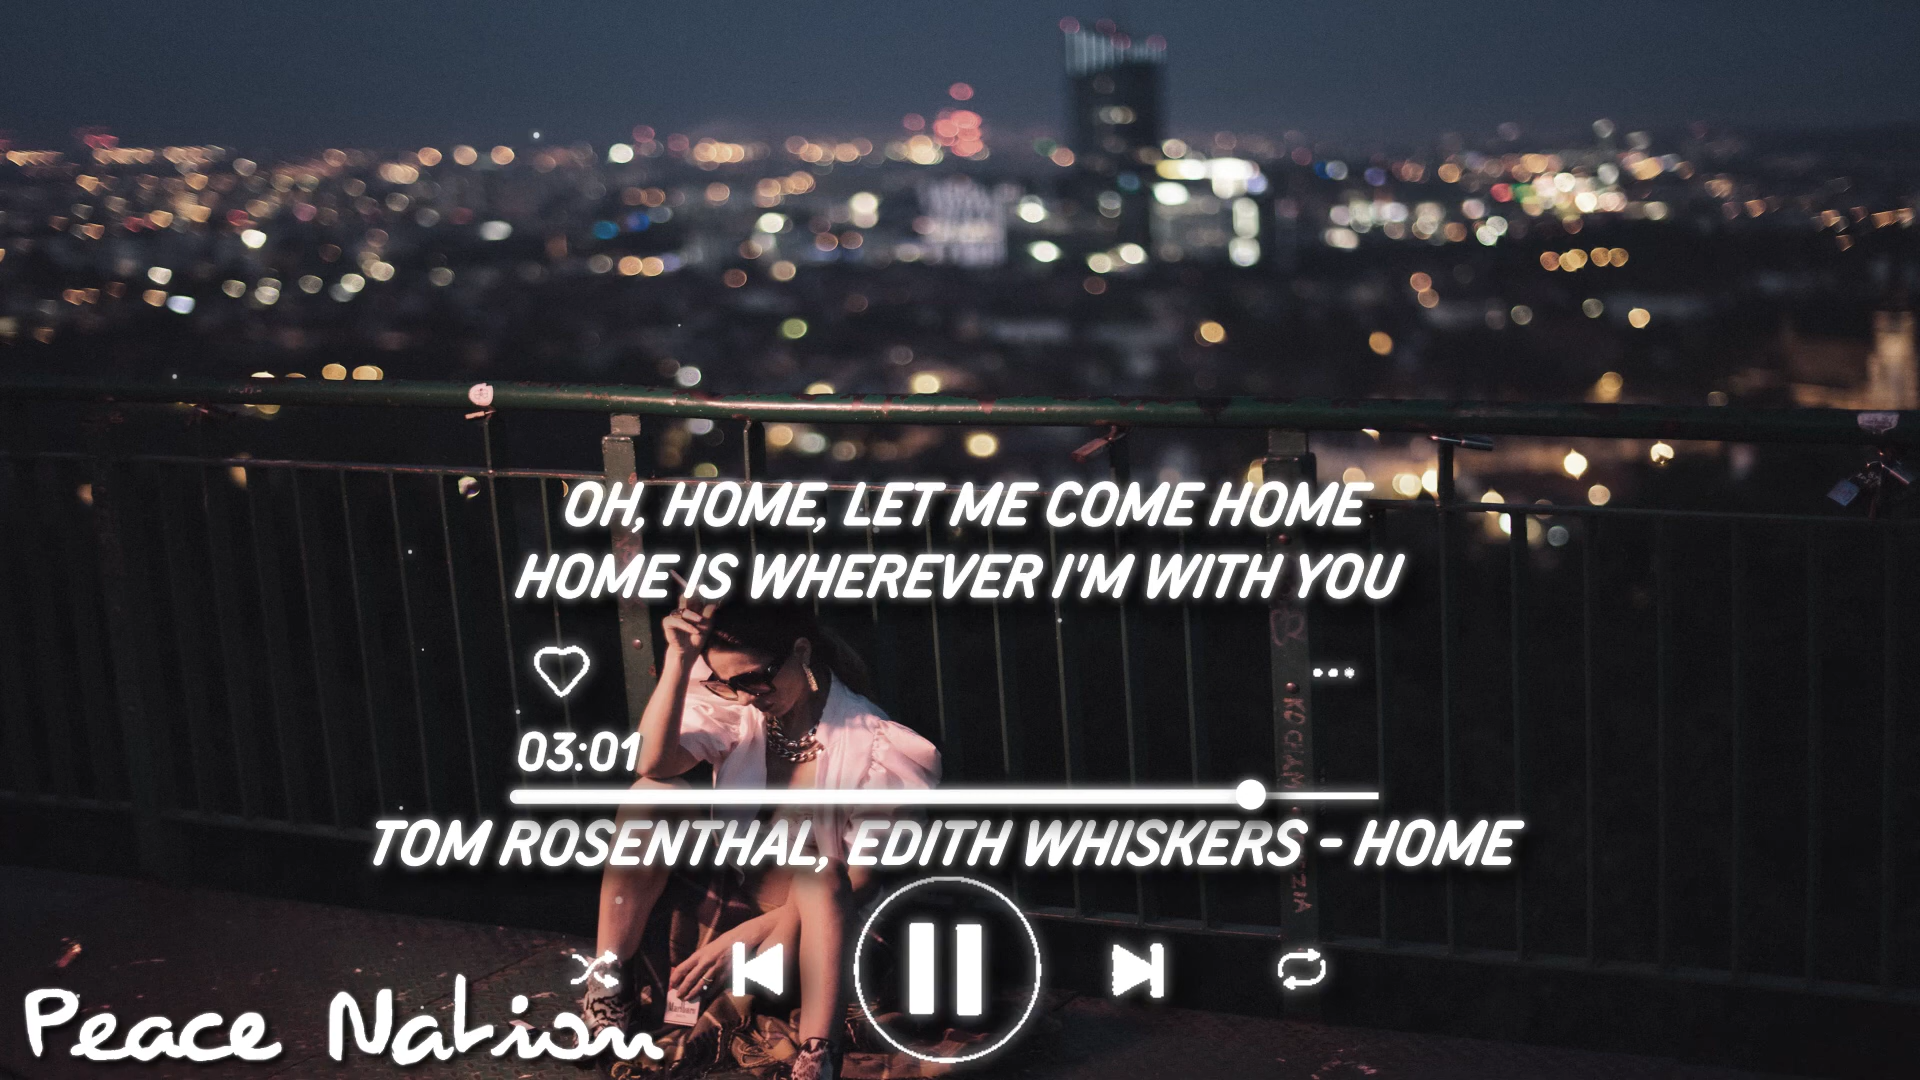 OH, HOME, LET ME COME HOME
HOME IS WHEREVER I'M WITH YOU
03:01
TOM ROSENTHAL, EDITH WHISKERS - HOME
Peace Nation
KOCHAM